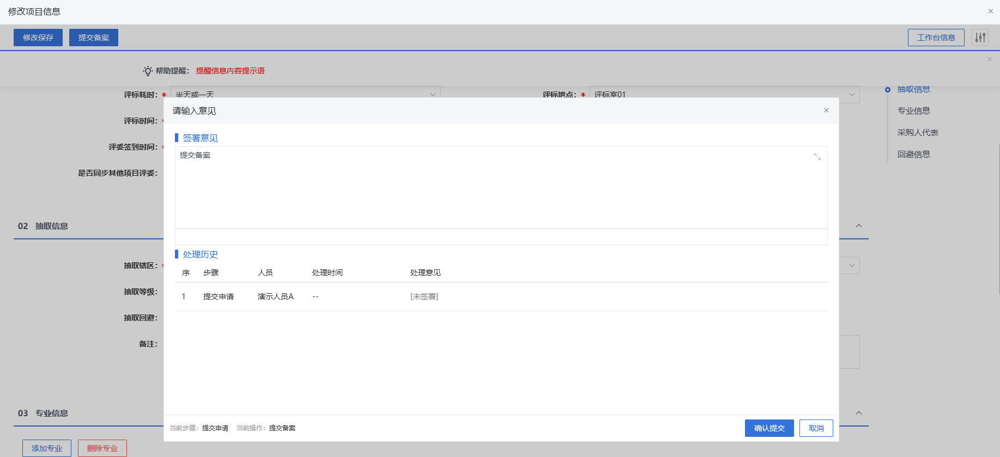 修改项目信息
修改保存 提交备案 工作台信息
帮助提醒： 提醒信息内容提示语
评标耗时：* 半天或一天 评标地点：* 评标室01 抽取信息
专业信息
评标时间：*
采购人代表
评委签到时间：*
回避信息
是否同步其他项目评委：
请输入意见
签署意见
提交备案
处理历史
序 步骤 人员 处理时间 处理意见
1 提交申请 演示人员A -- [未签署]
当前步骤：提交申请 当前操作：提交备案 确认提交 取消
02 抽取信息
抽取辖区：*
抽取等级：
抽取回避：
备注：
03 专业信息
添加专业 删除专业